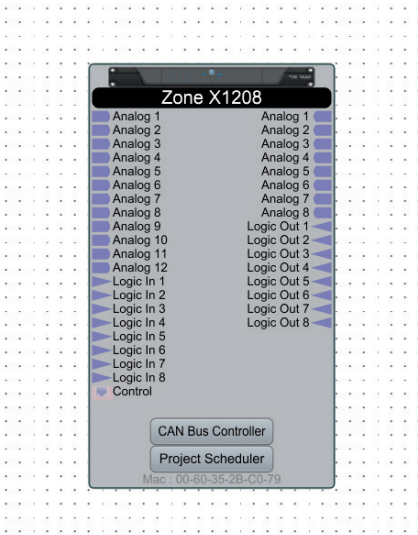 Zone X1208
Analog 1 Analog 1
Analog 2 Analog 2
Analog 3 Analog 3
Analog 4 Analog 4
Analog 5 Analog 5
Analog 6 Analog 6
Analog 7 Analog 7
Analog 8 Analog 8
Analog 9 Logic Out 1
Analog 10 Logic Out 2
Analog 11 Logic Out 3
Analog 12 Logic Out 4
Logic In 1 Logic Out 5
Logic In 2 Logic Out 6
Logic In 3 Logic Out 7
Logic In 4 Logic Out 8
Logic In 5
Logic In 6
Logic In 7
Logic In 8
Control
CAN Bus Controller
Project Scheduler
Mac : 00-60-35-2B-C0-79